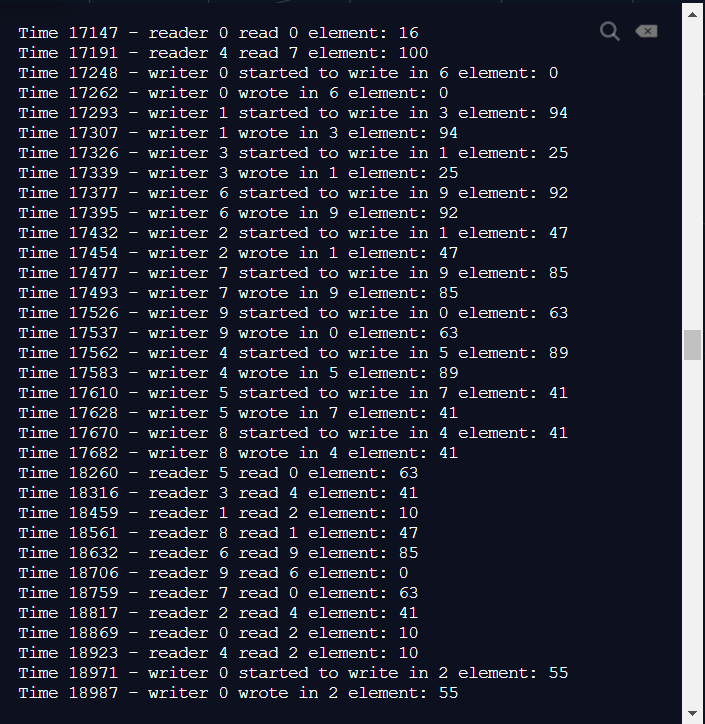 Time 17147 - reader 0 read 0 element: 16
Time 17191 - reader 4 read 7 element: 100
Time 17248 - writer 0 started to write in 6 element: 0
Time 17262 - writer 0 wrote in 6 element: 0
Time 17293 - writer 1 started to write in 3 element: 94
Time 17307 - writer 1 wrote in 3 element: 94
Time 17326 - writer 3 started to write in 1 element: 25
Time 17339 - writer 3 wrote in 1 element: 25
Time 17377 - writer 6 started to write in 9 element: 92
Time 17395 - writer 6 wrote in 9 element: 92
Time 17432 - writer 2 started to write in 1 element: 47
Time 17454 - writer 2 wrote in 1 element: 47
Time 17477 - writer 7 started to write in 9 element: 85
Time 17493 - writer 7 wrote in 9 element: 85
Time 17526 - writer 9 started to write in 0 element: 63
Time 17537 - writer 9 wrote in 0 element: 63
Time 17562 - writer 4 started to write in 5 element: 89
Time 17583 - writer 4 wrote in 5 element: 89
Time 17610 - writer 5 started to write in 7 element: 41
Time 17628 - writer 5 wrote in 7 element: 41
Time 17670 - writer 8 started to write in 4 element: 41
Time 17682 - writer 8 wrote in 4 element: 41
Time 18260 - reader 5 read 0 element: 63
Time 18316 - reader 3 read 4 element: 41
Time 18459 - reader 1 read 2 element: 10
Time 18561 - reader 8 read 1 element: 47
Time 18632 - reader 6 read 9 element: 85
Time 18706 - reader 9 read 6 element: 0
Time 18759 - reader 7 read 0 element: 63
Time 18817 - reader 2 read 4 element: 41
Time 18869 - reader 0 read 2 element: 10
Time 18923 - reader 4 read 2 element: 10
Time 18971 - writer 0 started to write in 2 element: 55
Time 18987 - writer 0 wrote in 2 element: 55